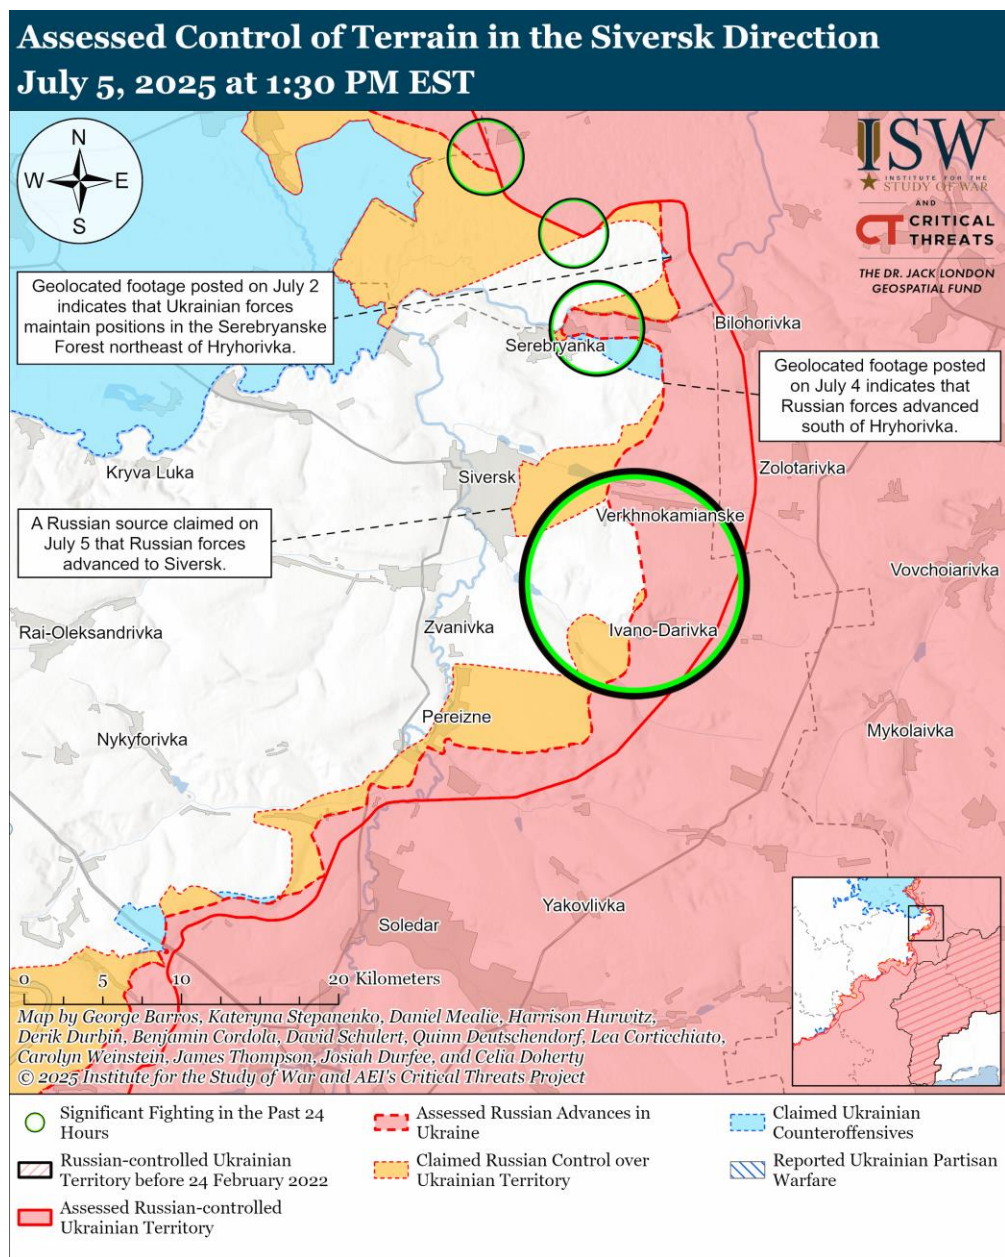 Assessed Control of Terrain in the Siversk Direction
July 5, 2025 at 1:30 PM EST
N
W E
S
ISW
INSTITUTE FOR THE
STUDY OF WAR
AND
CT CRITICAL
THREATS
THE DR. JACK LONDON
GEOSPATIAL FUND
Geolocated footage posted on July 2
indicates that Ukrainian forces
maintain positions in the Serebryanske
Forest northeast of Hryhorivka.
Bilohorivka
Serebryanka
Geolocated footage posted
on July 4 indicates that
Russian forces advanced
south of Hryhorivka.
Kryva Luka
Siversk
Zolotarivka
A Russian source claimed on
July 5 that Russian forces
advanced to Siversk.
Verkhnokamianske
Vovchoiarivka
Rai-Oleksandrivka
Zvanivka
Ivano-Darivka
Pereizne
Nykyforivka
Mykolaivka
Yakovlivka
Soledar
0 5 10 20 Kilometers
Map by George Barros, Kateryna Stepanenko, Daniel Mealie, Harrison Hurwitz,
Derik Durbin, Benjamin Cordola, David Schulert, Quinn Deutschendorf, Lea Corticchiato,
Carolyn Weinstein, James Thompson, Josiah Durfee, and Celia Doherty
© 2025 Institute for the Study of War and AEI's Critical Threats Project
Significant Fighting in the Past 24
Hours
Russian-controlled Ukrainian
Territory before 24 February 2022
Assessed Russian-controlled
Ukrainian Territory
Assessed Russian Advances in
Ukraine
Claimed Russian Control over
Ukrainian Territory
Claimed Ukrainian
Counteroffensives
Reported Ukrainian Partisan
Warfare